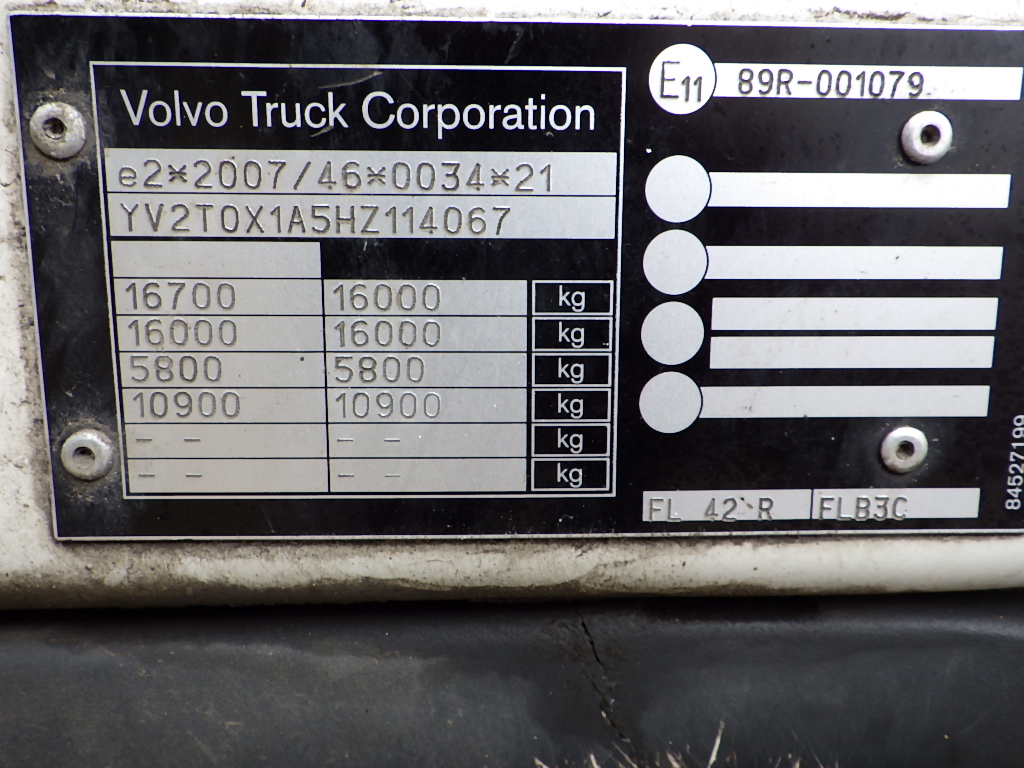 Volvo Truck Corporation
e2*2007/46*0034*21
YV2T0X1A5HZ114067
16700 16000 kg
16000 16000 kg
5800 5800 kg
10900 10900 kg
- - - - kg
- - - - kg
E11 89R-001079
FL 42 R FLB3C
84527199